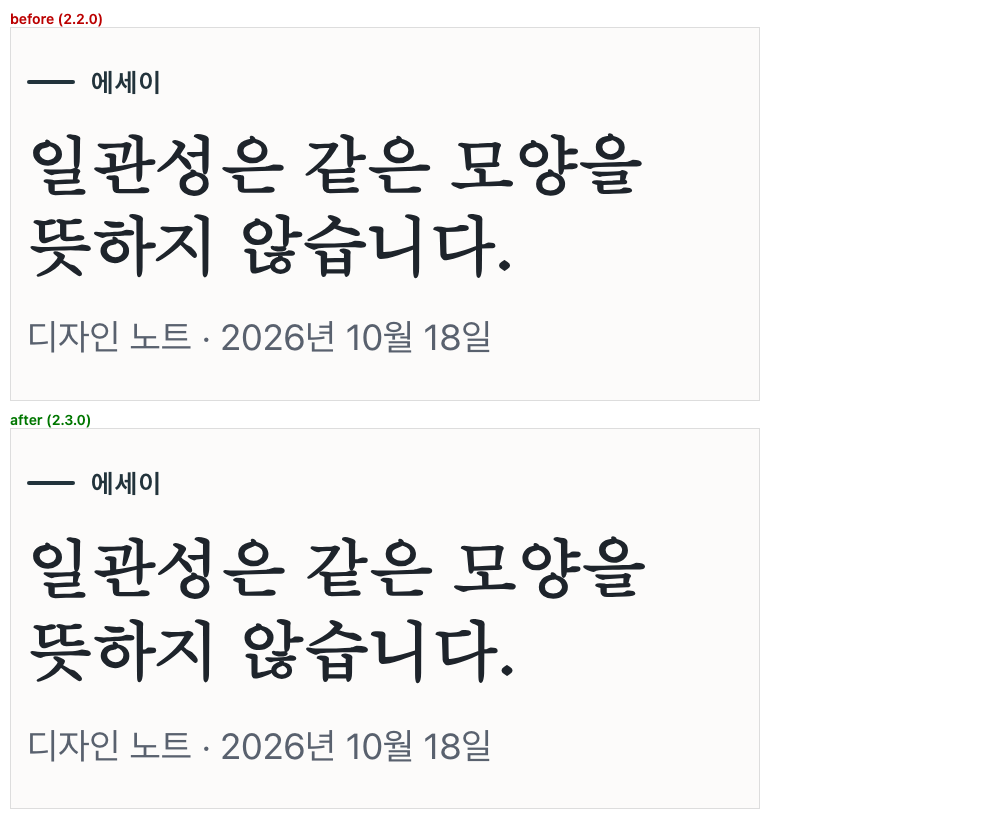 before (2.2.0)
에세이
일관성은 같은 모양을
뜻하지 않습니다.
디자인 노트 · 2026년 10월 18일
after (2.3.0)
에세이
일관성은 같은 모양을
뜻하지 않습니다.
디자인 노트 · 2026년 10월 18일